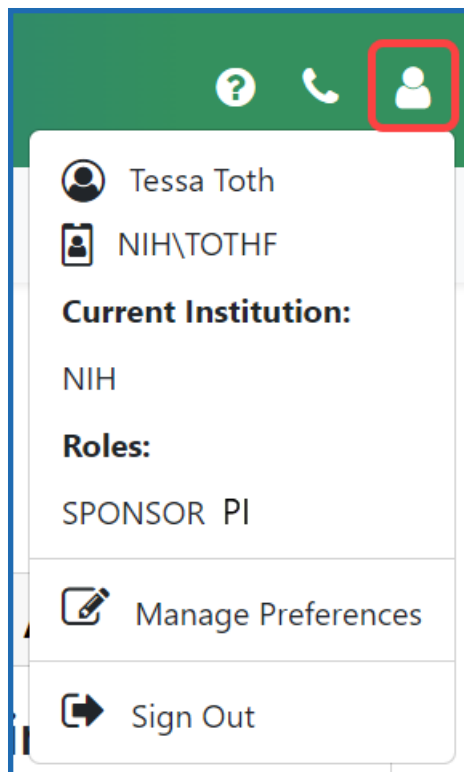 Tessa Toth
NIH\TOTHF
Current Institution:
NIH
Roles:
SPONSOR PI
Manage Preferences
Sign Out